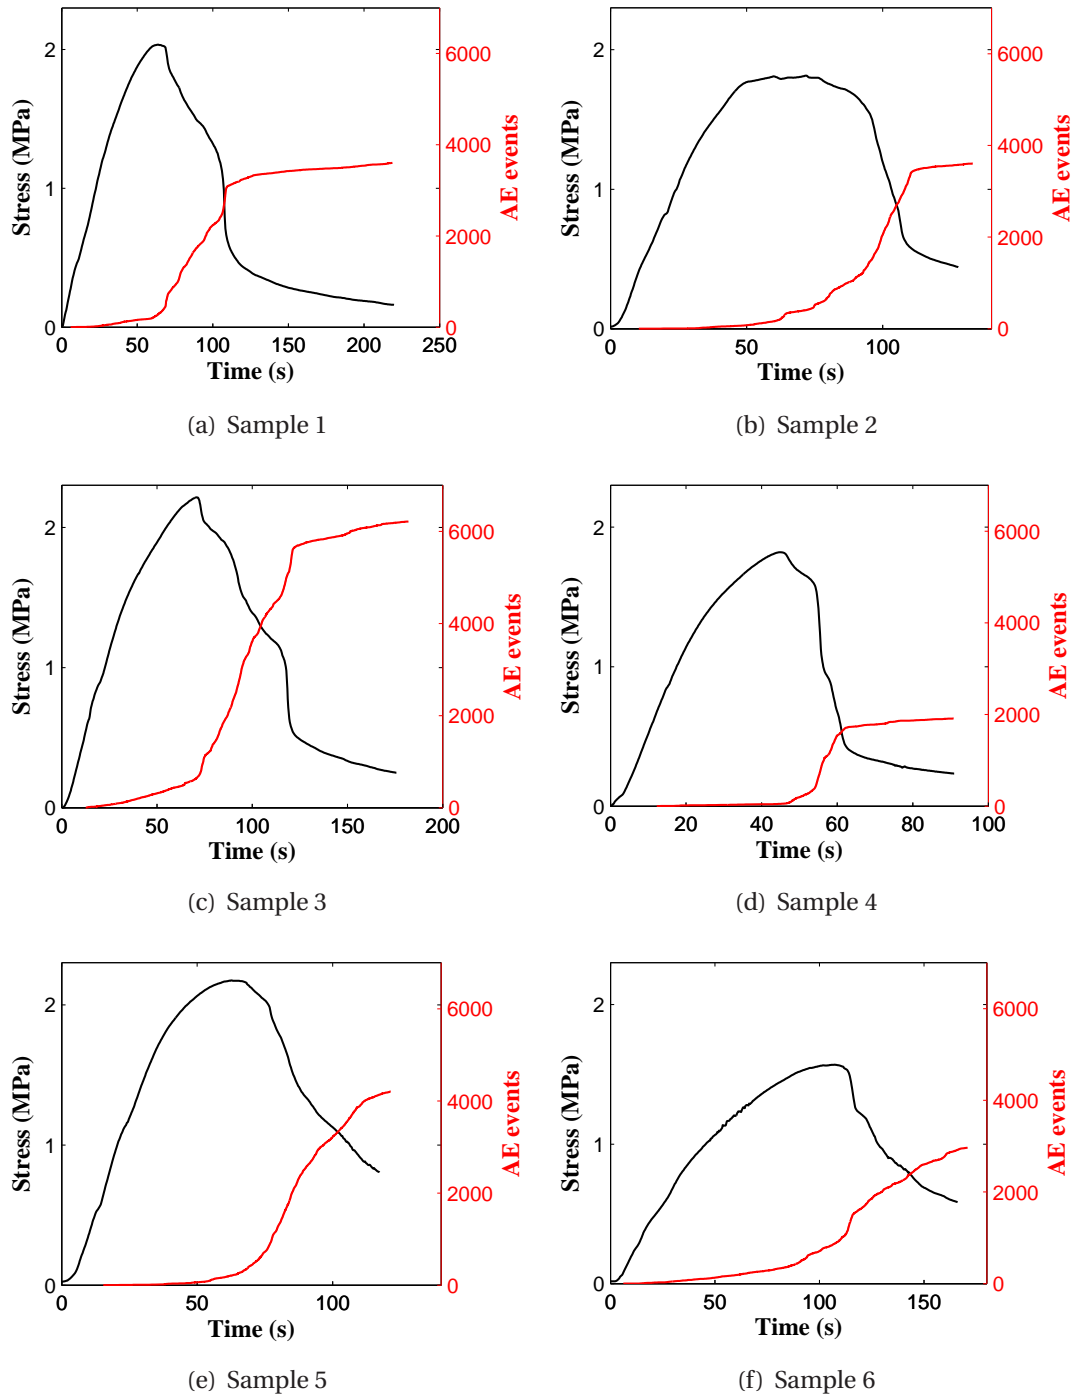 Stress (MPa)
2
1
0
0 50 100 150 200 250
Time (s)
6000
4000
2000
0
AE events
(a) Sample 1
Stress (MPa)
2
1
0
0 50 100
Time (s)
6000
4000
2000
0
AE events
(b) Sample 2
Stress (MPa)
2
1
0
0 50 100 150 200
Time (s)
6000
4000
2000
0
AE events
(c) Sample 3
Stress (MPa)
2
1
0
0 20 40 60 80 100
Time (s)
6000
4000
2000
0
AE events
(d) Sample 4
Stress (MPa)
2
1
0
0 50 100
Time (s)
6000
4000
2000
0
AE events
(e) Sample 5
Stress (MPa)
2
1
0
0 50 100 150
Time (s)
6000
4000
2000
0
AE events
(f) Sample 6